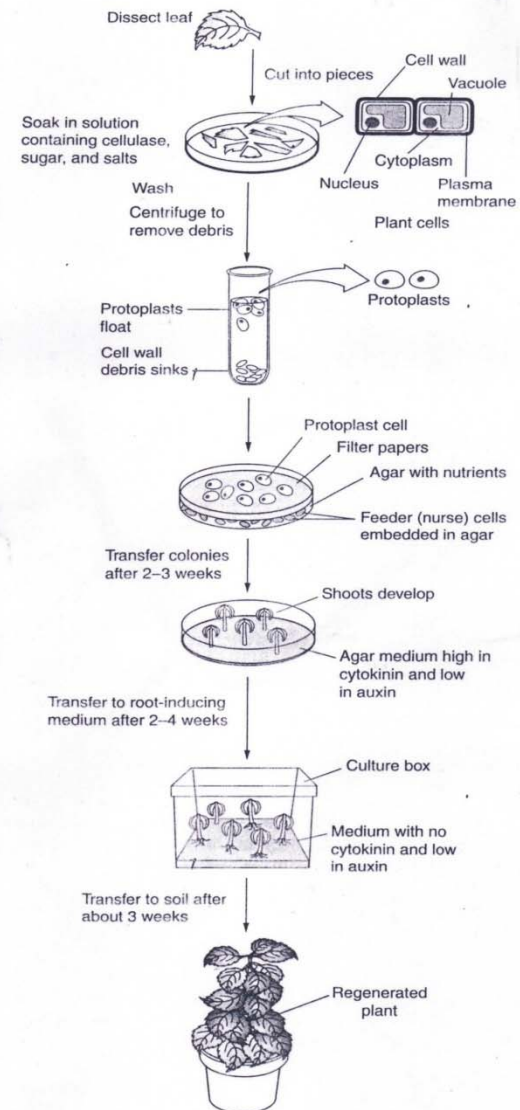 Dissect leaf
Cut into pieces
Cell wall
Vacuole
Soak in solution
containing cellulase,
sugar, and salts
Cytoplasm
Nucleus
Plasma
membrane
Plant cells
Wash
Centrifuge to
remove debris
Protoplasts
Protoplasts
float
Cell wall
debris sinks
Protoplast cell
Filter papers
Agar with nutrients
Feeder (nurse) cells
embedded in agar
Transfer colonies
after 2–3 weeks
Shoots develop
Agar medium high in
cytokinin and low
in auxin
Transfer to root-inducing
medium after 2–4 weeks
Culture box
Medium with no
cytokinin and low
in auxin
Transfer to soil after
about 3 weeks
Regenerated
plant